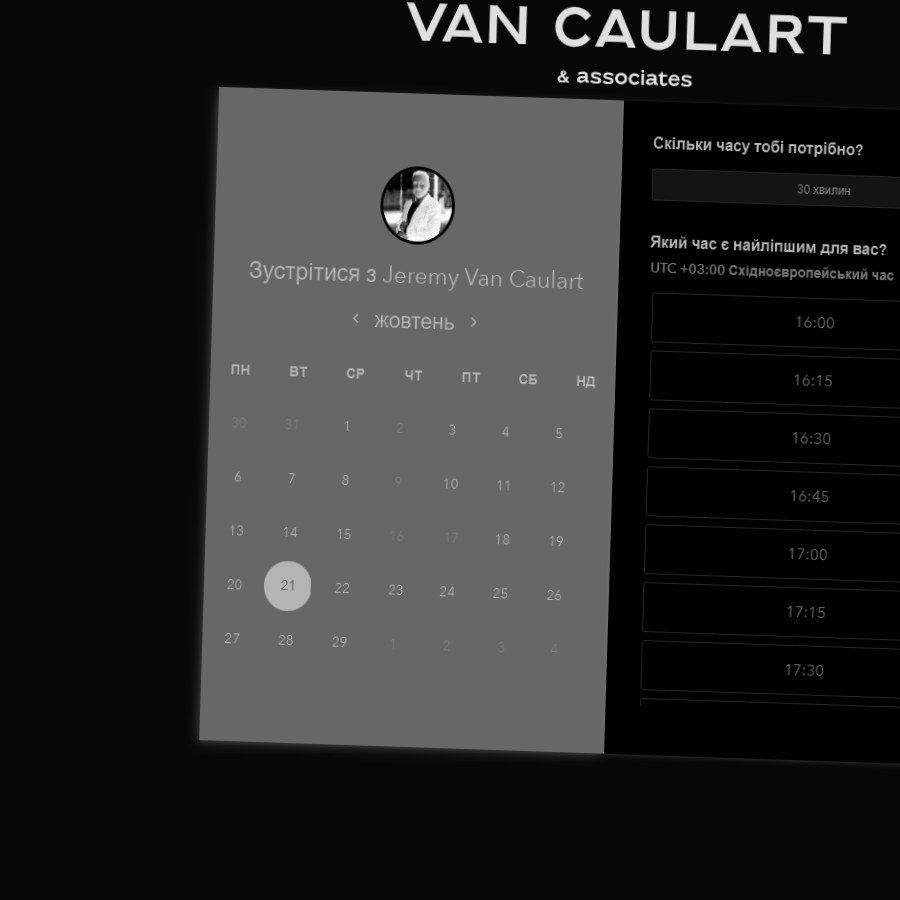 VAN CAULART
& associates
Зустрітися з Jeremy Van Caulart
жовтень
ПН ВТ СР ЧТ ПТ СБ НД
30 31 1 2 3 4 5
6 7 8 9 10 11 12
13 14 15 16 17 18 19
20 21 22 23 24 25 26
27 28 29 1 2 3 4
Скільки часу тобі потрібно?
30 хвилин
Який час є найліпшим для вас?
UTC +03:00 Східноєвропейський час
16:00
16:15
16:30
16:45
17:00
17:15
17:30